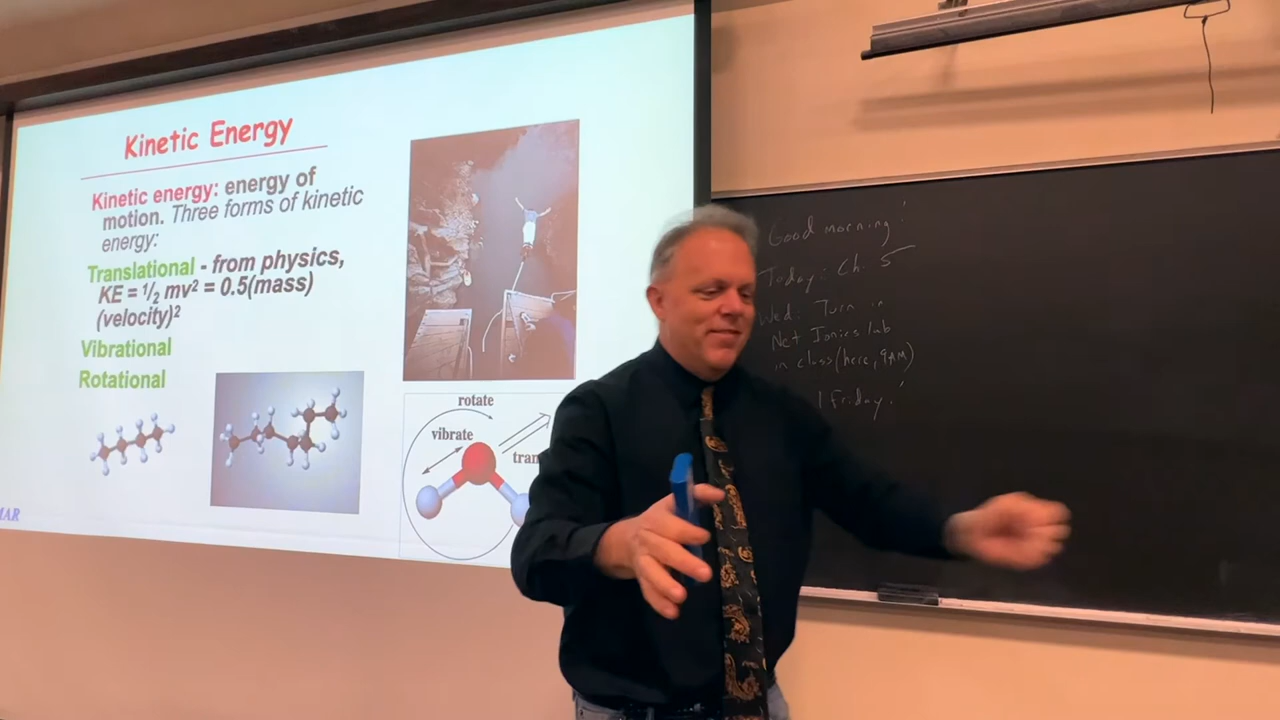 Kinetic Energy
Kinetic energy: energy of
motion. Three forms of kinetic
energy:
Translational - from physics,
KE = ½ mv² = 0.5(mass)
(velocity)²
Vibrational
Rotational
rotate
vibrate
tran
MAR
Good morning!
Today: Ch. 5
Wed: Turn in
Net Ionics lab
in class (here, 9AM)
Friday!